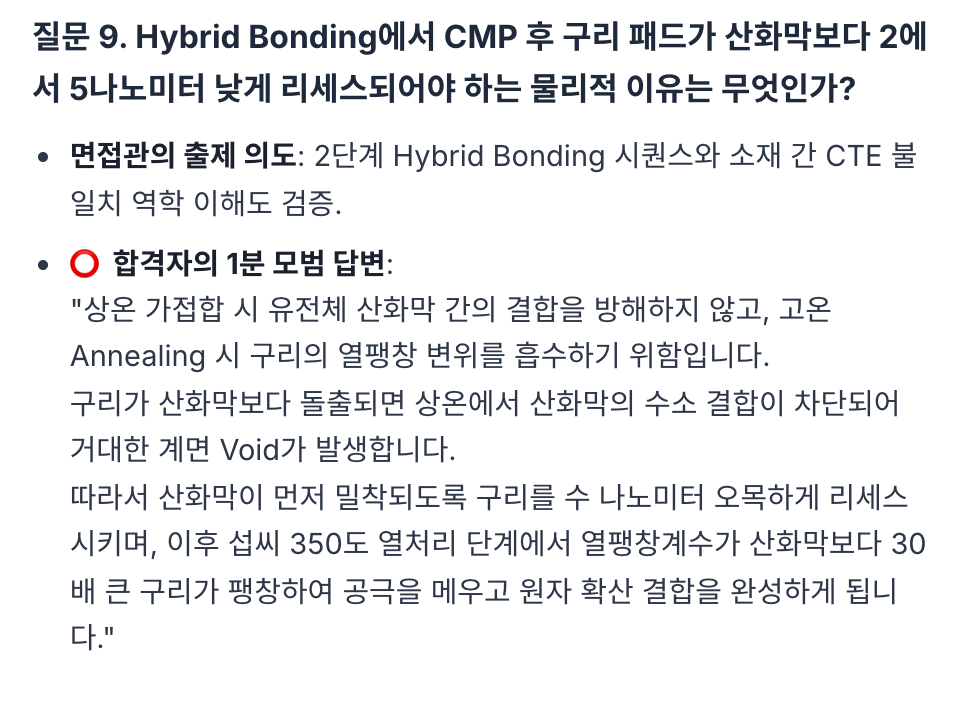 질문 9. Hybrid Bonding에서 CMP 후 구리 패드가 산화막보다 2에
서 5나노미터 낮게 리세스되어야 하는 물리적 이유는 무엇인가?
• 면접관의 출제 의도: 2단계 Hybrid Bonding 시퀀스와 소재 간 CTE 불
일치 역학 이해도 검증.
• ⭕ 합격자의 1분 모범 답변:
"상온 가접합 시 유전체 산화막 간의 결합을 방해하지 않고, 고온
Annealing 시 구리의 열팽창 변위를 흡수하기 위함입니다.
구리가 산화막보다 돌출되면 상온에서 산화막의 수소 결합이 차단되어
거대한 계면 Void가 발생합니다.
따라서 산화막이 먼저 밀착되도록 구리를 수 나노미터 오목하게 리세스
시키며, 이후 섭씨 350도 열처리 단계에서 열팽창계수가 산화막보다 30
배 큰 구리가 팽창하여 공극을 메우고 원자 확산 결합을 완성하게 됩니
다."